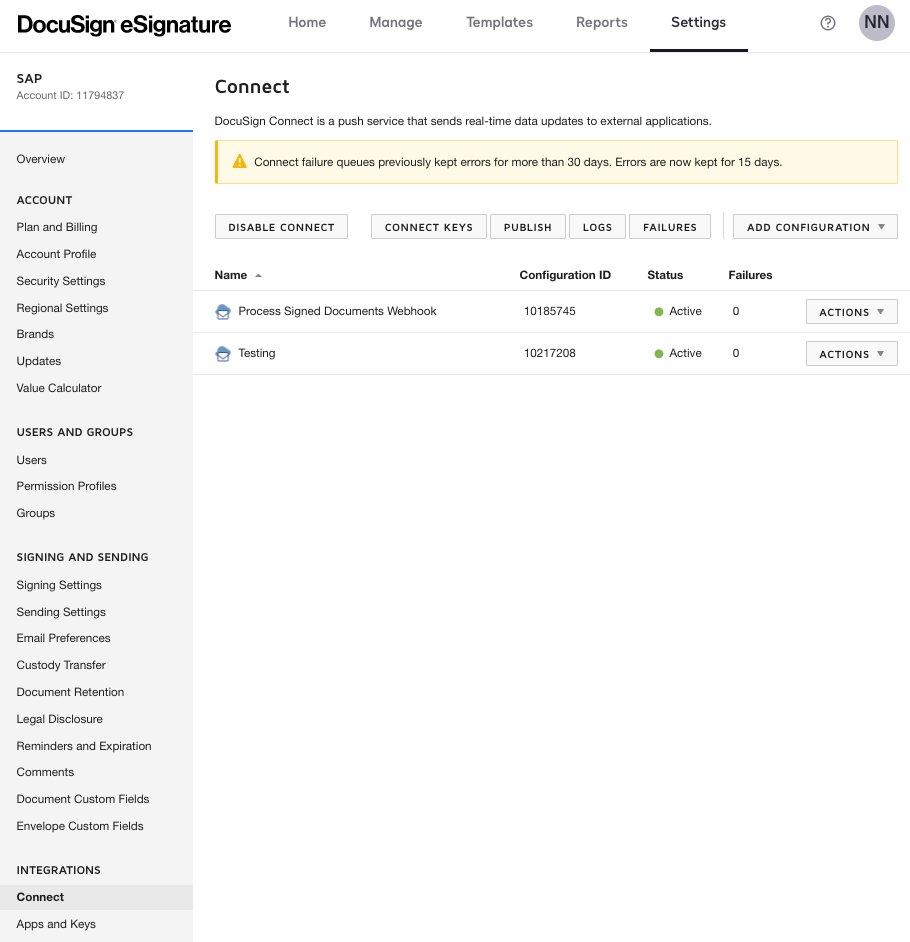 DocuSign eSignature
Home Manage Templates Reports Settings
NN
SAP
Account ID: 11794837
Overview
ACCOUNT
Plan and Billing
Account Profile
Security Settings
Regional Settings
Brands
Updates
Value Calculator
USERS AND GROUPS
Users
Permission Profiles
Groups
SIGNING AND SENDING
Signing Settings
Sending Settings
Email Preferences
Custody Transfer
Document Retention
Legal Disclosure
Reminders and Expiration
Comments
Document Custom Fields
Envelope Custom Fields
INTEGRATIONS
Connect
Apps and Keys
Connect
DocuSign Connect is a push service that sends real-time data updates to external applications.
Connect failure queues previously kept errors for more than 30 days. Errors are now kept for 15 days.
DISABLE CONNECT CONNECT KEYS PUBLISH LOGS FAILURES ADD CONFIGURATION
Name Configuration ID Status Failures
Process Signed Documents Webhook 10185745 Active 0 ACTIONS
Testing 10217208 Active 0 ACTIONS